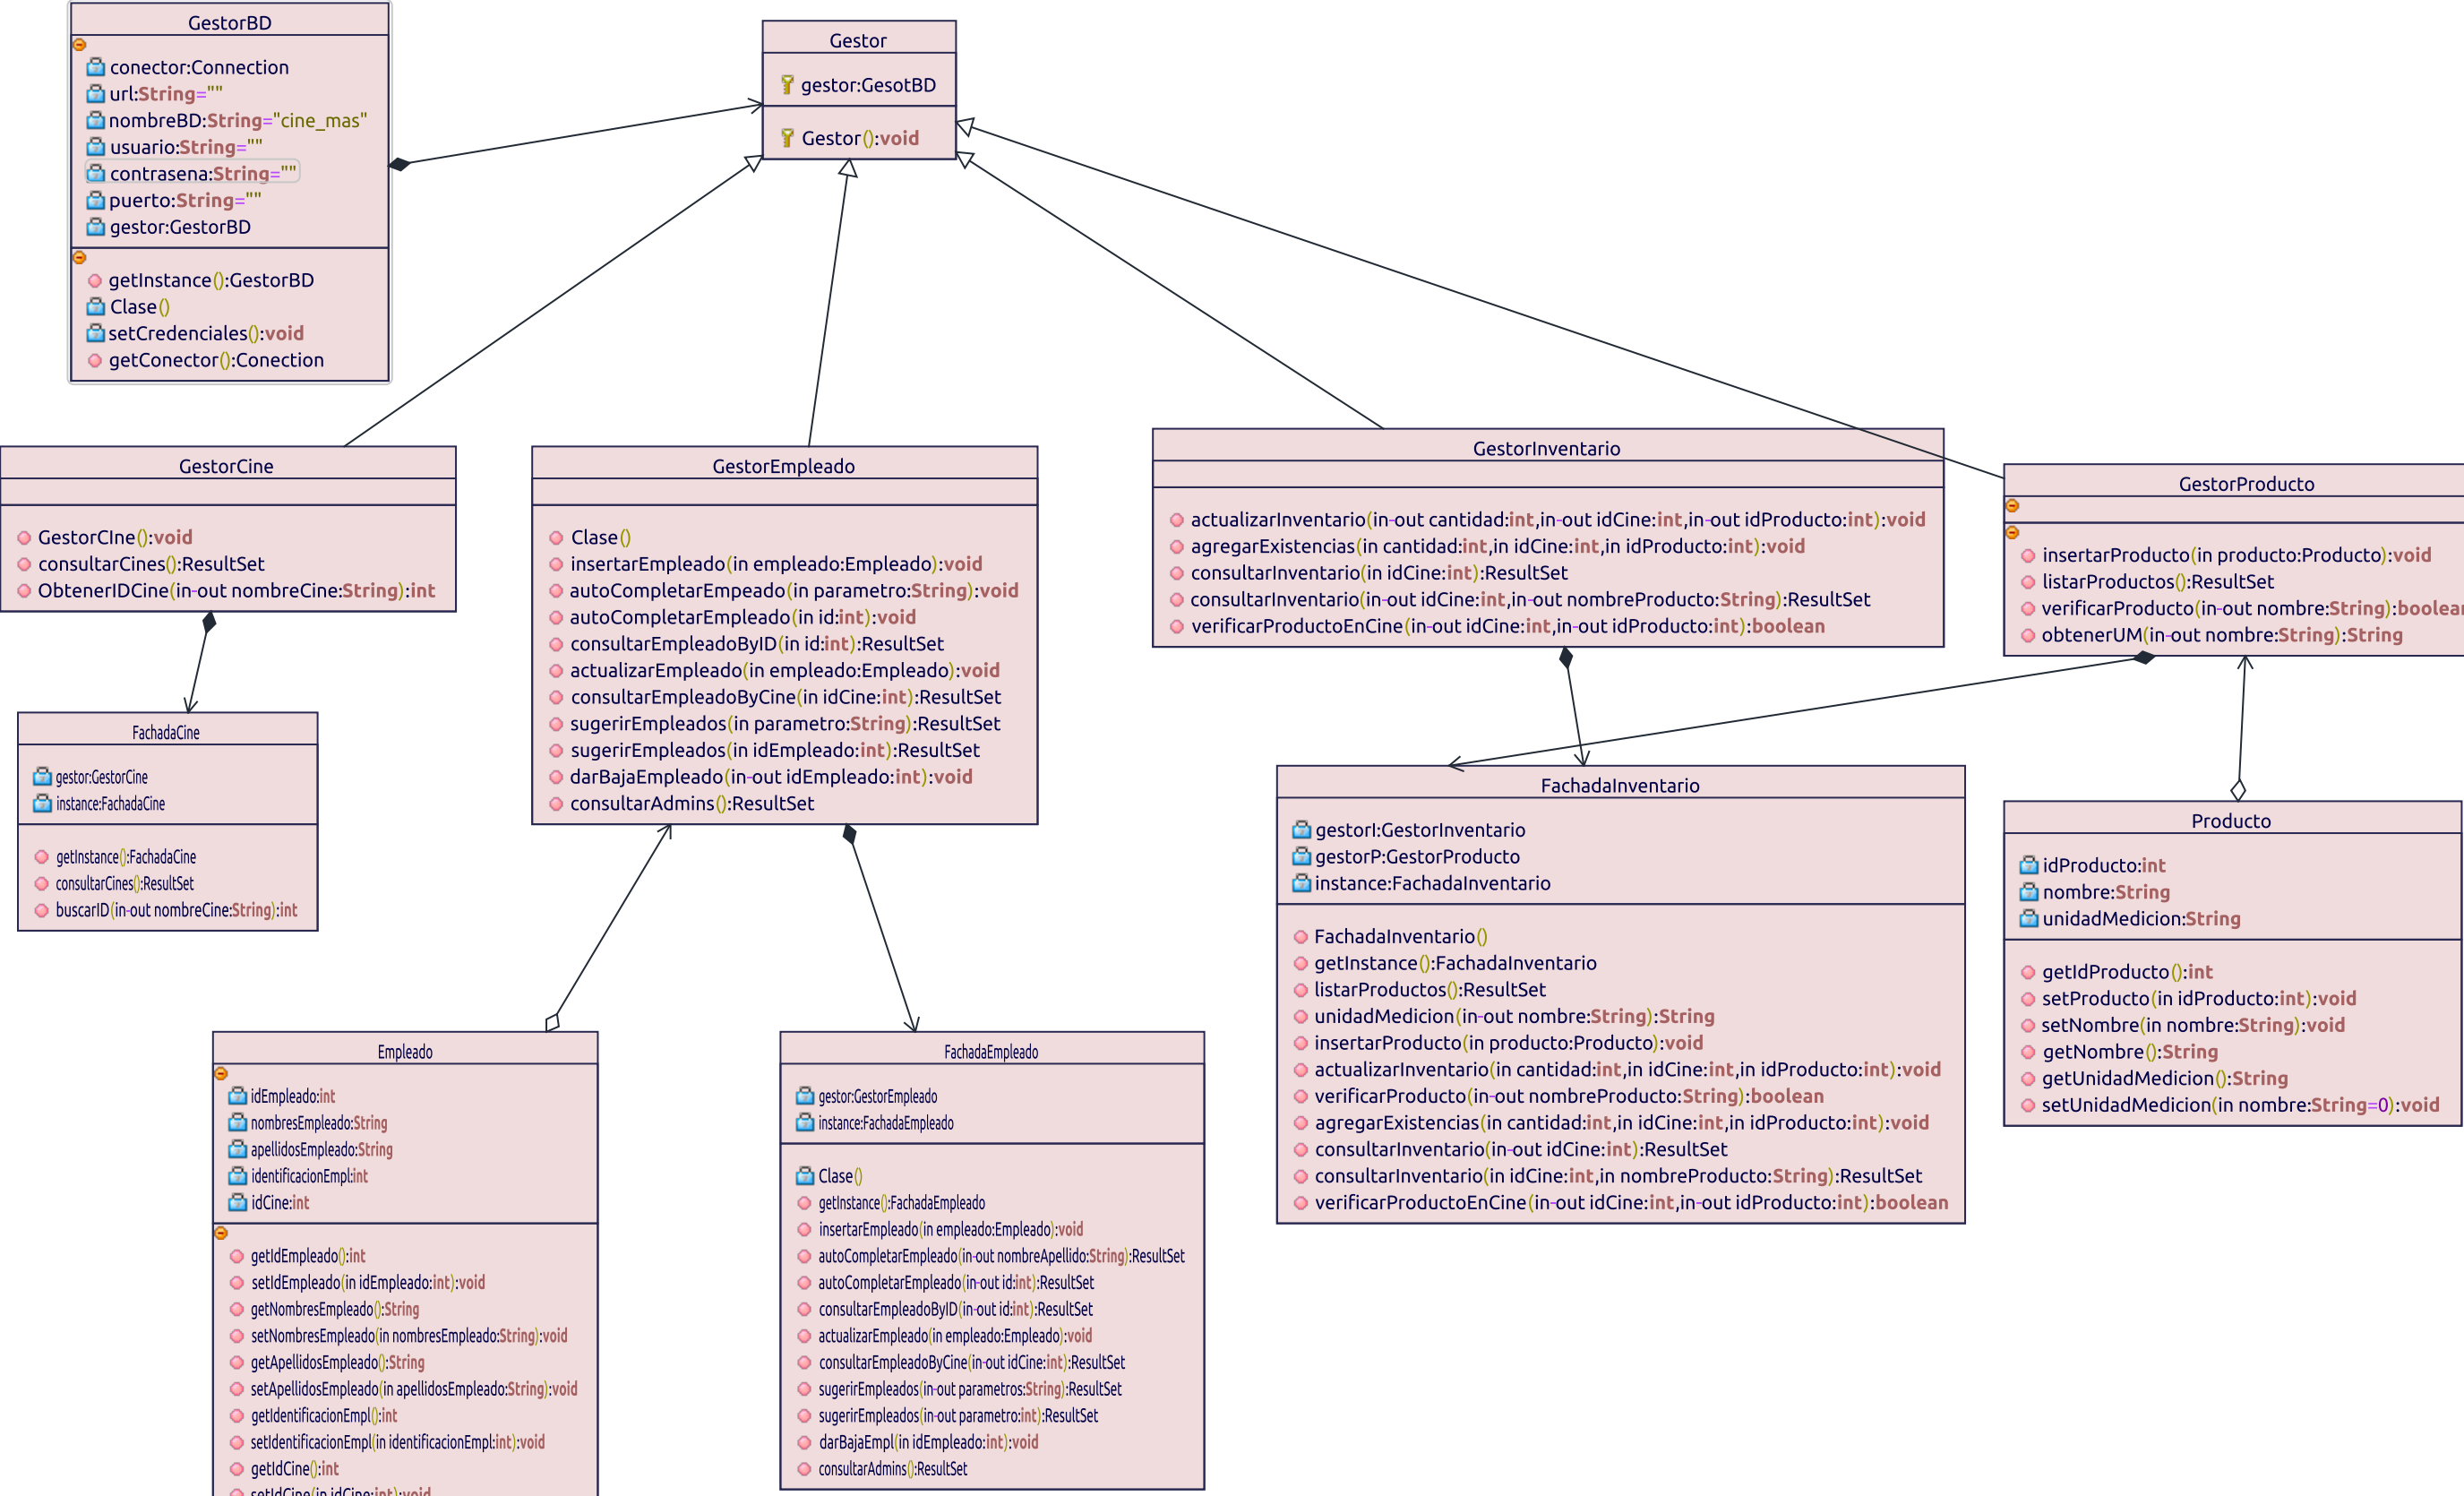 GestorBD
conector:Connection
url:String=""
nombreBD:String="cine_mas"
usuario:String=""
contrasena:String=""
puerto:String=""
gestor:GestorBD
getInstance():GestorBD
Clase()
setCredenciales():void
getConector():Conection
Gestor
gestor:GesotBD
Gestor():void
GestorCine
GestorCIne():void
consultarCines():ResultSet
ObtenerIDCine(in-out nombreCine:String):int
GestorEmpleado
Clase()
insertarEmpleado(in empleado:Empleado):void
autoCompletarEmpeado(in parametro:String):void
autoCompletarEmpleado(in id:int):void
consultarEmpleadoByID(in id:int):ResultSet
actualizarEmpleado(in empleado:Empleado):void
consultarEmpleadoByCine(in idCine:int):ResultSet
sugerirEmpleados(in parametro:String):ResultSet
sugerirEmpleados(in idEmpleado:int):ResultSet
darBajaEmpleado(in-out idEmpleado:int):void
consultarAdmins():ResultSet
GestorInventario
actualizarInventario(in-out cantidad:int,in-out idCine:int,in-out idProducto:int):void
agregarExistencias(in cantidad:int,in idCine:int,in idProducto:int):void
consultarInventario(in idCine:int):ResultSet
consultarInventario(in-out idCine:int,in-out nombreProducto:String):ResultSet
verificarProductoEnCine(in-out idCine:int,in-out idProducto:int):boolean
GestorProducto
insertarProducto(in producto:Producto):void
listarProductos():ResultSet
verificarProducto(in-out nombre:String):boolean
obtenerUM(in-out nombre:String):String
FachadaCine
gestor:GestorCine
instance:FachadaCine
getInstance():FachadaCine
consultarCines():ResultSet
buscarID(in-out nombreCine:String):int
FachadaInventario
gestorI:GestorInventario
gestorP:GestorProducto
instance:FachadaInventario
FachadaInventario()
getInstance():FachadaInventario
listarProductos():ResultSet
unidadMedicion(in-out nombre:String):String
insertarProducto(in producto:Producto):void
actualizarInventario(in cantidad:int,in idCine:int,in idProducto:int):void
verificarProducto(in-out nombreProducto:String):boolean
agregarExistencias(in cantidad:int,in idCine:int,in idProducto:int):void
consultarInventario(in-out idCine:int):ResultSet
consultarInventario(in idCine:int,in nombreProducto:String):ResultSet
verificarProductoEnCine(in-out idCine:int,in-out idProducto:int):boolean
Producto
idProducto:int
nombre:String
unidadMedicion:String
getIdProducto():int
setProducto(in idProducto:int):void
setNombre(in nombre:String):void
getNombre():String
getUnidadMedicion():String
setUnidadMedicion(in nombre:String=0):void
Empleado
idEmpleado:int
nombresEmpleado:String
apellidosEmpleado:String
identificacionEmpl:int
idCine:int
getIdEmpleado():int
setIdEmpleado(in idEmpleado:int):void
getNombresEmpleado():String
setNombresEmpleado(in nombresEmpleado:String):void
getApellidosEmpleado():String
setApellidosEmpleado(in apellidosEmpleado:String):void
getIdentificacionEmpl():int
setIdentificacionEmpl(in identificacionEmpl:int):void
getIdCine():int
setIdCine(in idCine:int):void
FachadaEmpleado
gestor:GestorEmpleado
instance:FachadaEmpleado
Clase()
getInstance():FachadaEmpleado
insertarEmpleado(in empleado:Empleado):void
autoCompletarEmpleado(in-out nombreApellido:String):ResultSet
autoCompletarEmpleado(in-out id:int):ResultSet
consultarEmpleadoByID(in-out id:int):ResultSet
actualizarEmpleado(in empleado:Empleado):void
consultarEmpleadoByCine(in-out idCine:int):ResultSet
sugerirEmpleados(in-out parametros:String):ResultSet
sugerirEmpleados(in-out parametro:int):ResultSet
darBajaEmpl(in idEmpleado:int):void
consultarAdmins():ResultSet